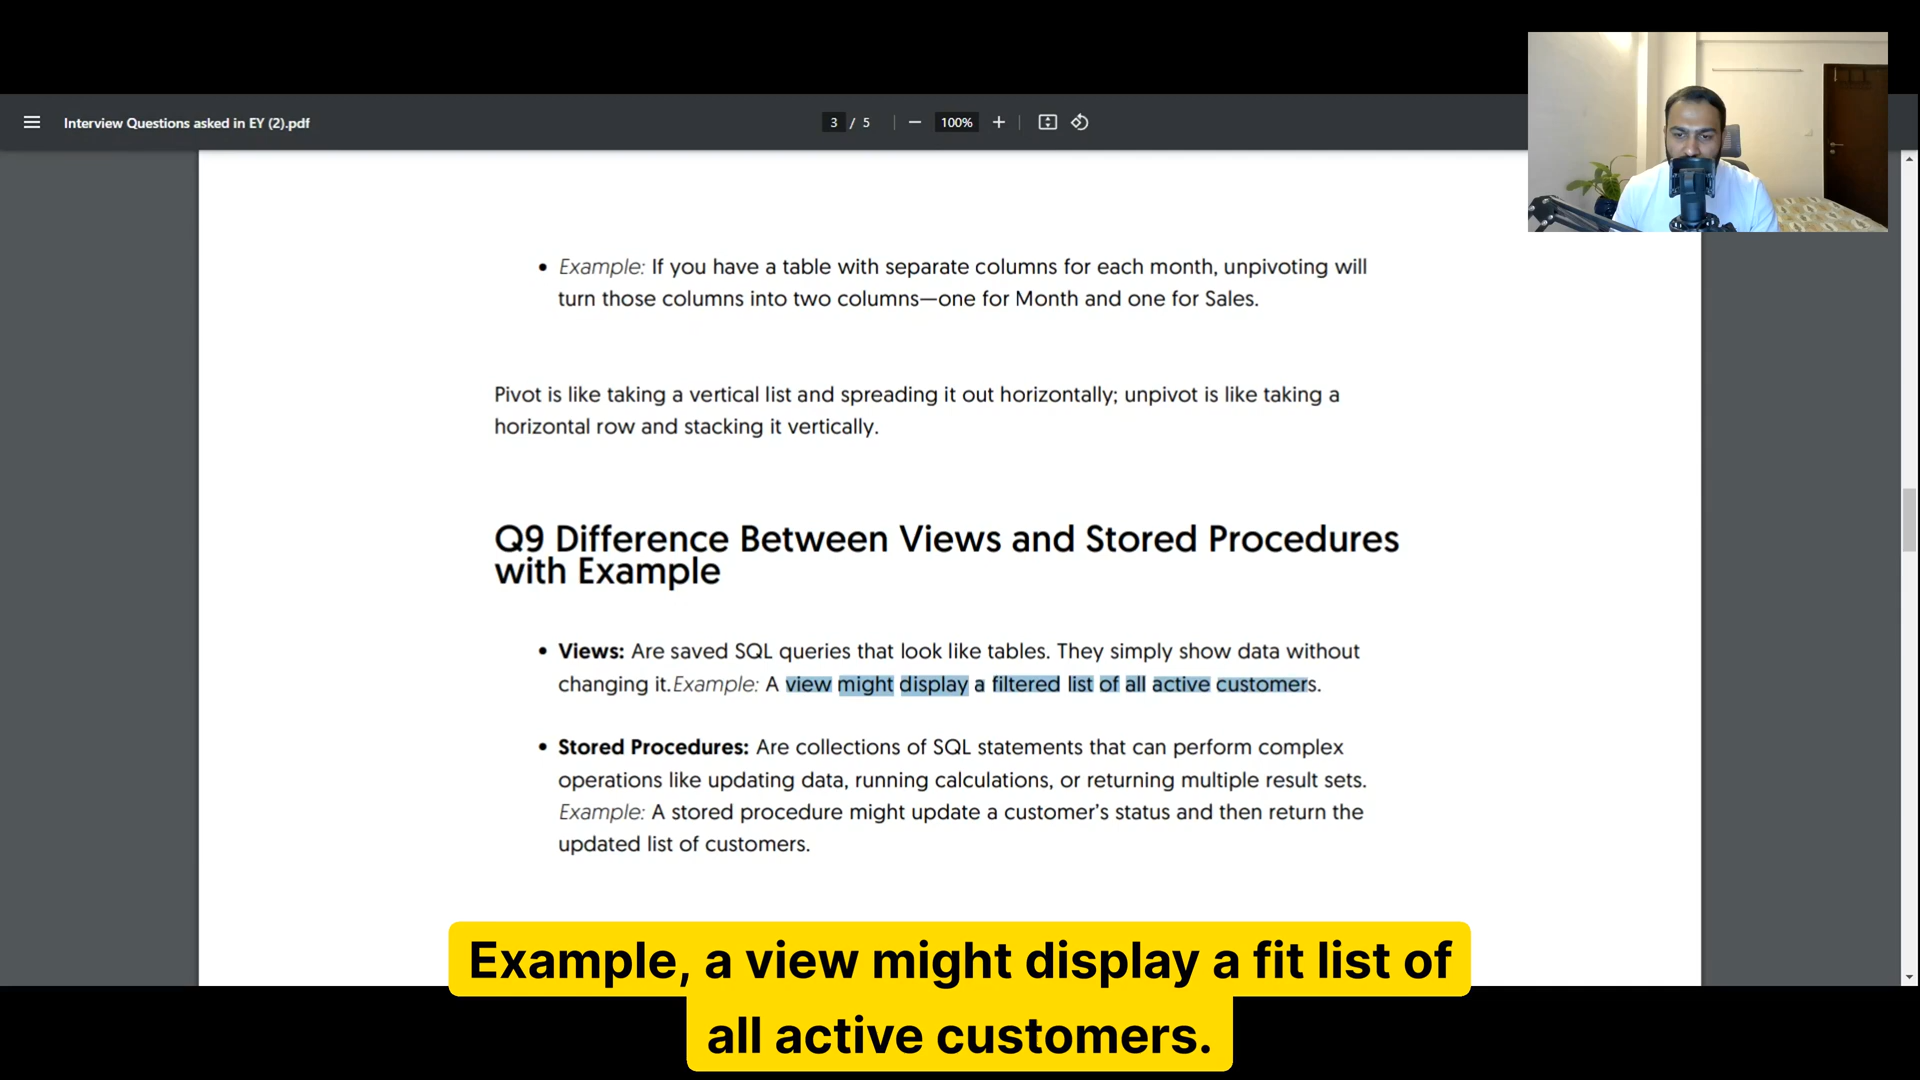 Interview Questions asked in EY (2).pdf
3 / 5
100%
• Example: If you have a table with separate columns for each month, unpivoting will
turn those columns into two columns—one for Month and one for Sales.
Pivot is like taking a vertical list and spreading it out horizontally; unpivot is like taking a
horizontal row and stacking it vertically.
Q9 Difference Between Views and Stored Procedures
with Example
• Views: Are saved SQL queries that look like tables. They simply show data without
changing it.Example: A view might display a filtered list of all active customers.
• Stored Procedures: Are collections of SQL statements that can perform complex
operations like updating data, running calculations, or returning multiple result sets.
Example: A stored procedure might update a customer’s status and then return the
updated list of customers.
Example, a view might display a fit list of
all active customers.